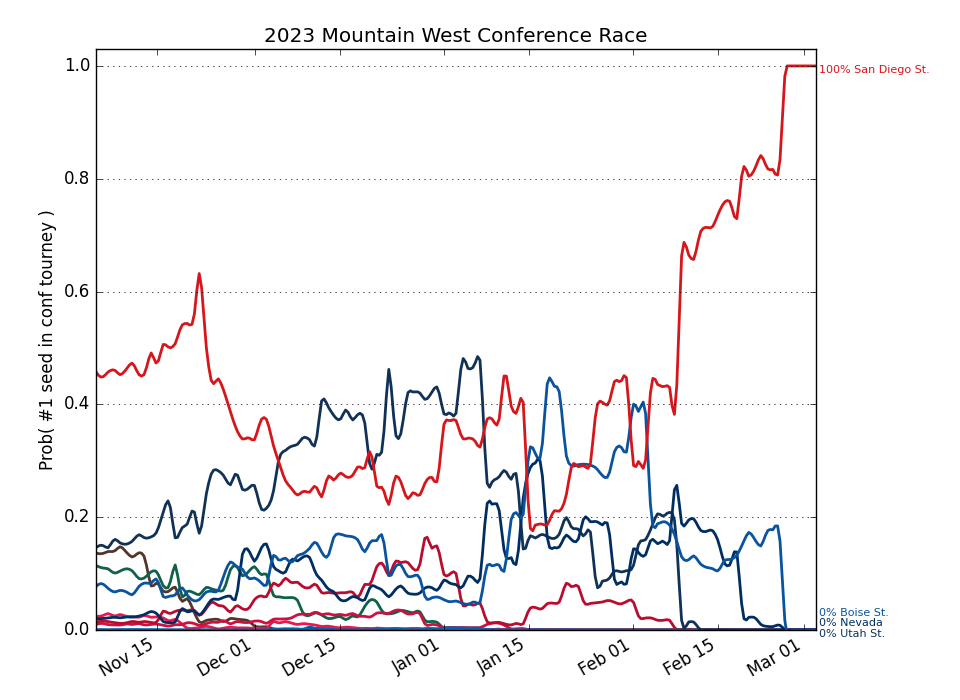 2023 Mountain West Conference Race
Prob( #1 seed in conf tourney )
1.0
0.8
0.6
0.4
0.2
0.0
100% San Diego St.
0% Boise St.
0% Nevada
0% Utah St.
Nov 15
Dec 01
Dec 15
Jan 01
Jan 15
Feb 01
Feb 15
Mar 01